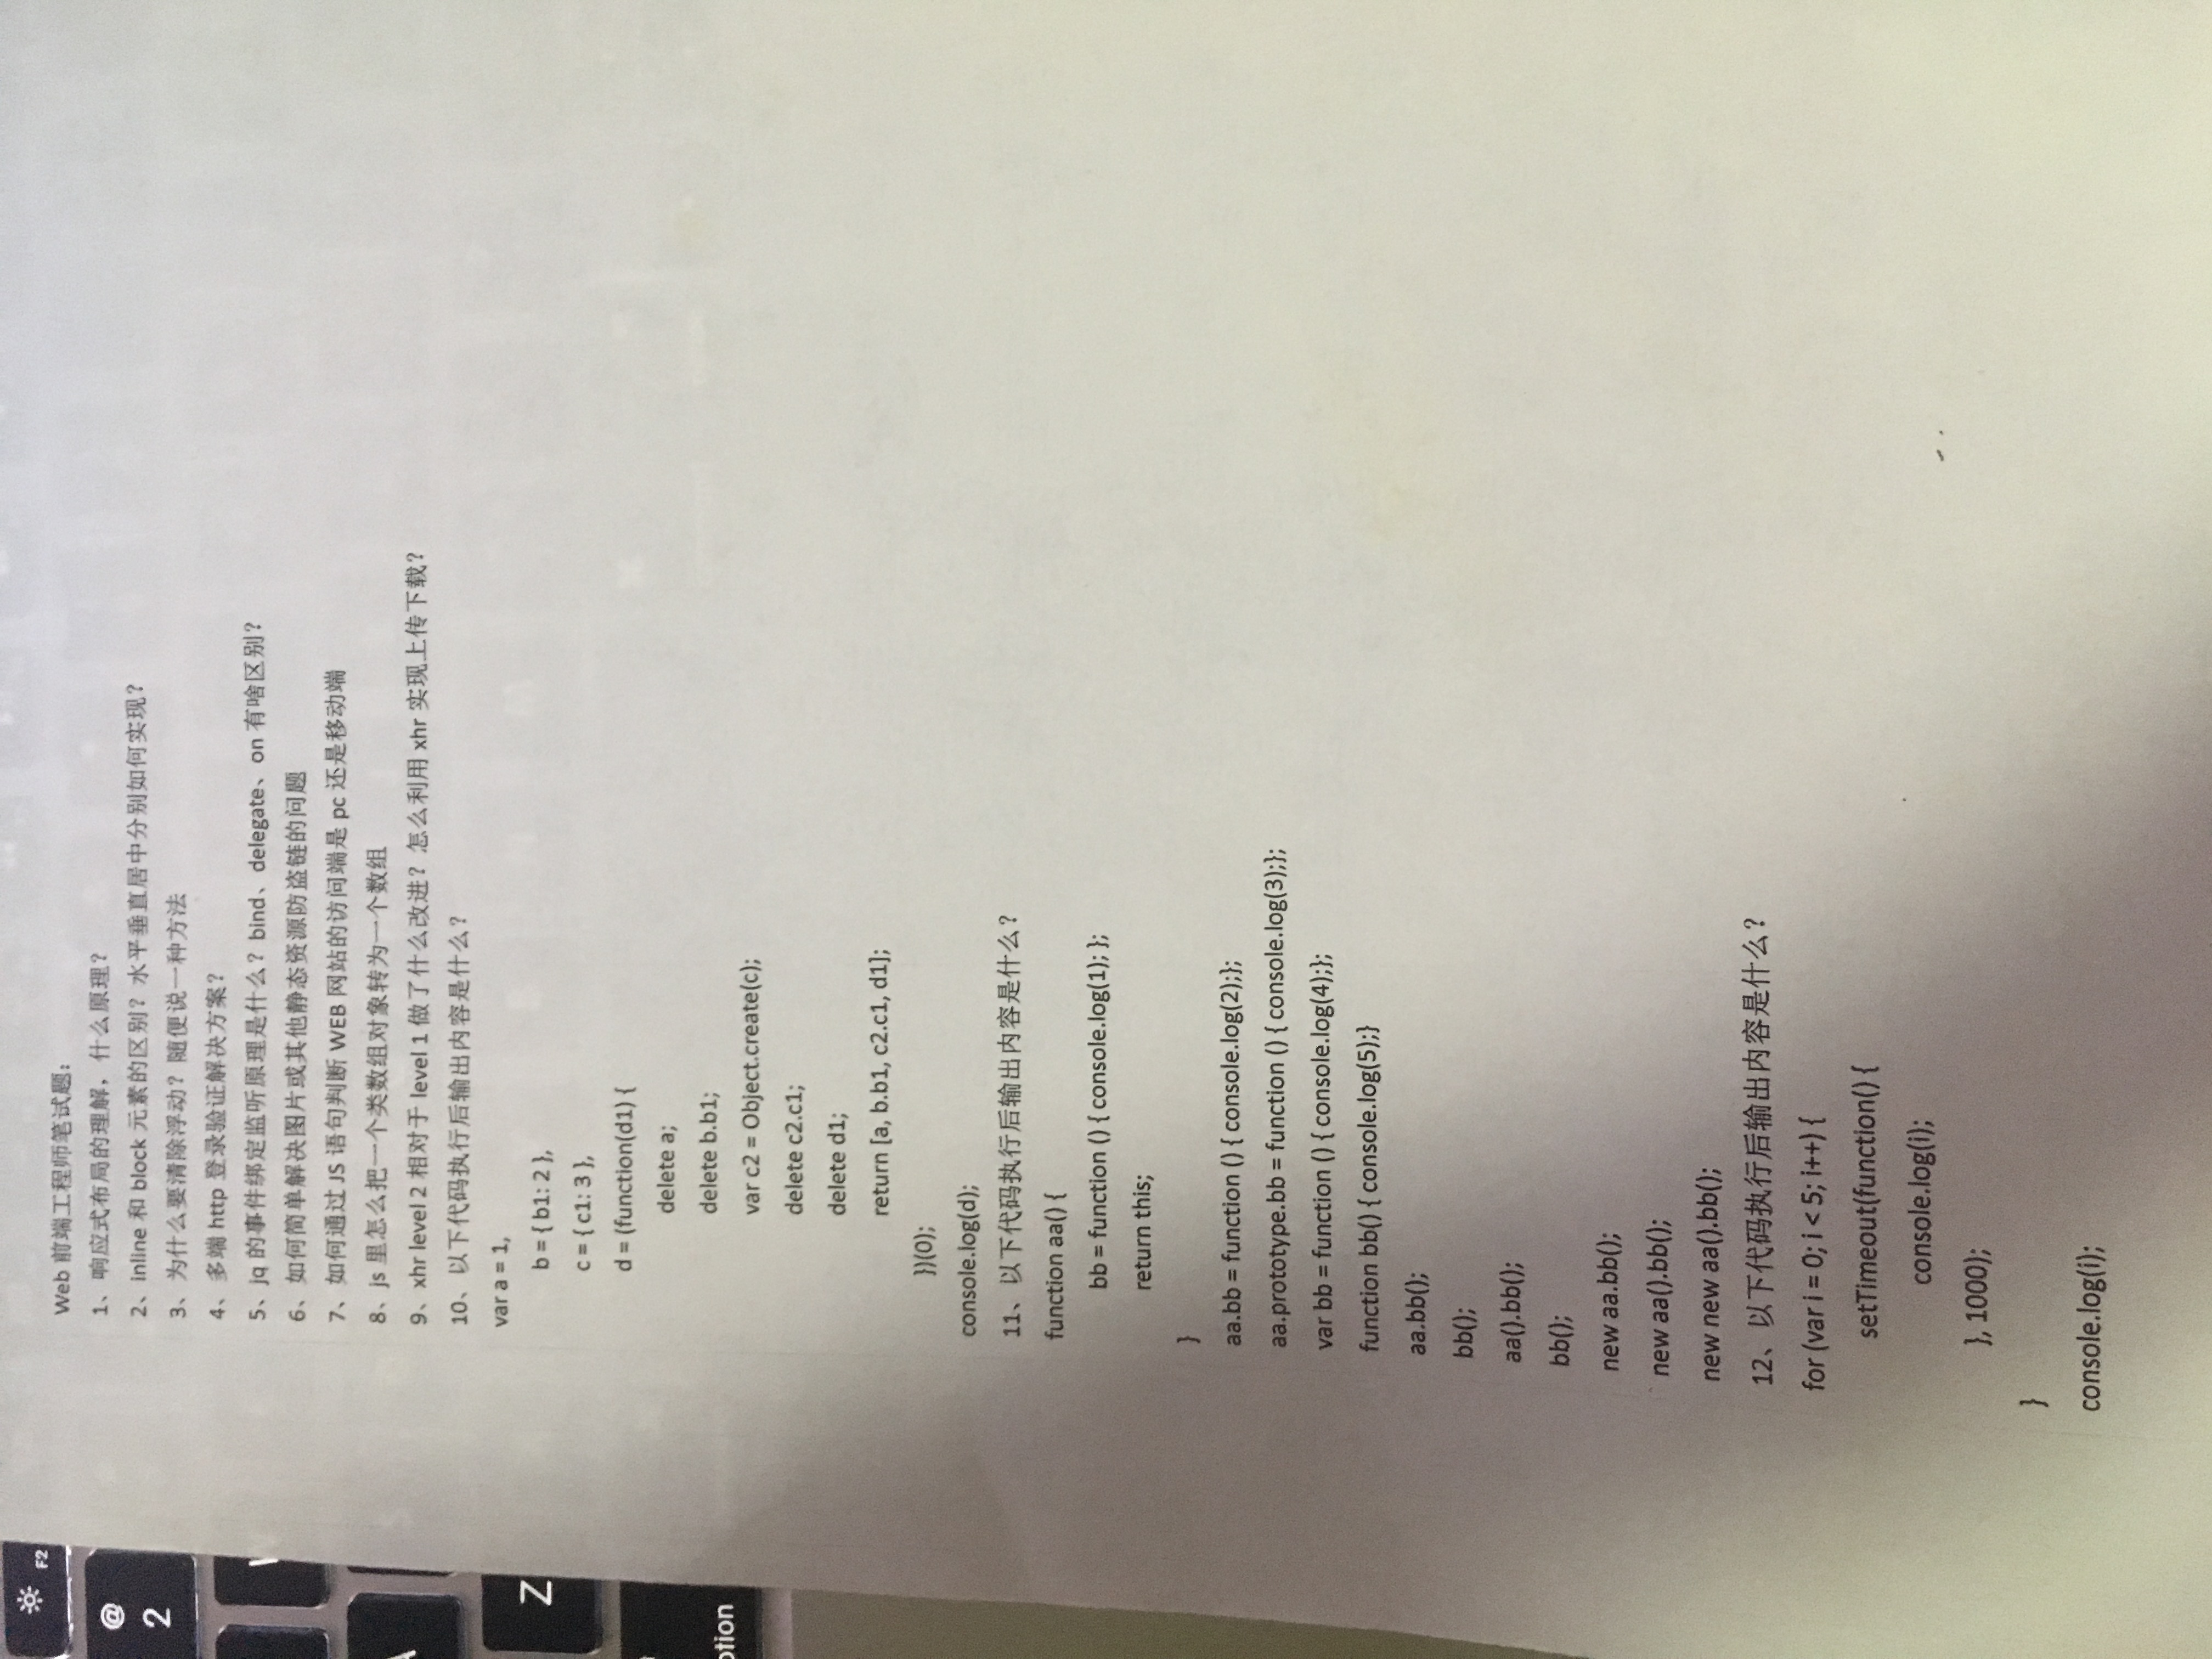 F2
@
2
A
Z
option
Web 前端工程师笔试题：
1、响应式布局的理解，什么原理？
2、inline 和 block 元素的区别？水平垂直居中分别如何实现？
3、为什么要清除浮动？随便说一种方法
4、多端 http 登录验证解决方案？
5、jq 的事件绑定监听原理是什么？bind、delegate、on 有啥区别？
6、如何简单解决图片或其他静态资源防盗链的问题
7、如何通过 JS 语句判断 WEB 网站的访问端是 pc 还是移动端
8、js 里怎么把一个类数组对象转为一个数组
9、xhr level 2 相对于 level 1 做了什么改进？怎么利用 xhr 实现上传下载？
10、以下代码执行后输出内容是什么？
var a = 1,
b = { b1: 2 },
c = { c1: 3 },
d = (function(d1) {
delete a;
delete b.b1;
var c2 = Object.create(c);
delete c2.c1;
delete d1;
return [a, b.b1, c2.c1, d1];
})(0);
console.log(d);
11、以下代码执行后输出内容是什么？
function aa() {
bb = function () { console.log(1); };
return this;
}
aa.bb = function () { console.log(2);};
aa.prototype.bb = function () { console.log(3);};
var bb = function () { console.log(4);};
function bb() { console.log(5);}
aa.bb();
bb();
aa().bb();
bb();
new aa.bb();
new aa().bb();
new new aa().bb();
12、以下代码执行后输出内容是什么？
for (var i = 0; i < 5; i++) {
setTimeout(function() {
console.log(i);
}, 1000);
}
console.log(i);